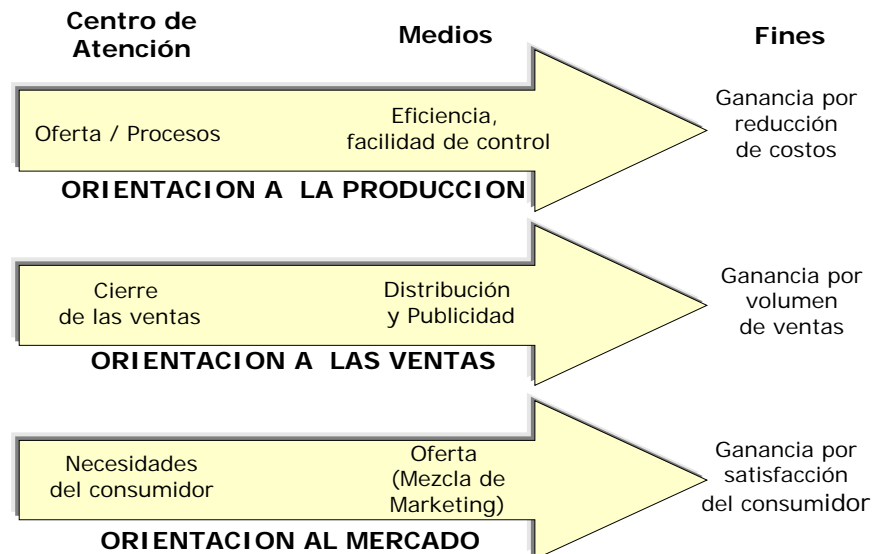 Centro de
Atención
Medios
Fines
Oferta / Procesos
Eficiencia,
facilidad de control
Ganancia por
reducción
de costos
ORIENTACION A  LA PRODUCCION
Cierre
de las ventas
Distribución
y Publicidad
Ganancia por
volumen
de ventas
ORIENTACION A  LAS VENTAS
Necesidades
del consumidor
Oferta
(Mezcla de
Marketing)
Ganancia por
satisfacción
del consumidor
ORIENTACION AL MERCADO